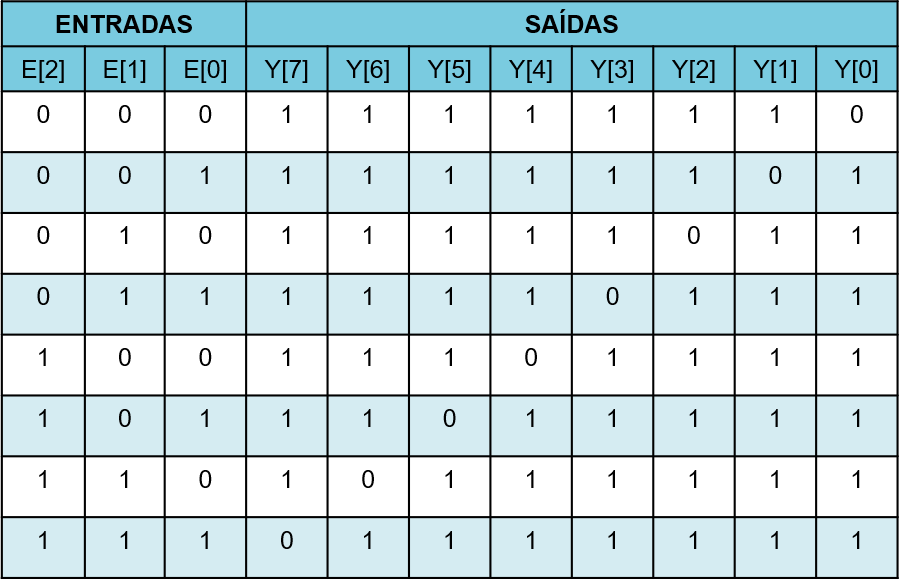 ENTRADAS SAÍDAS
E[2] E[1] E[0] Y[7] Y[6] Y[5] Y[4] Y[3] Y[2] Y[1] Y[0]
0 0 0 1 1 1 1 1 1 1 0
0 0 1 1 1 1 1 1 1 0 1
0 1 0 1 1 1 1 1 0 1 1
0 1 1 1 1 1 1 0 1 1 1
1 0 0 1 1 1 0 1 1 1 1
1 0 1 1 1 0 1 1 1 1 1
1 1 0 1 0 1 1 1 1 1 1
1 1 1 0 1 1 1 1 1 1 1